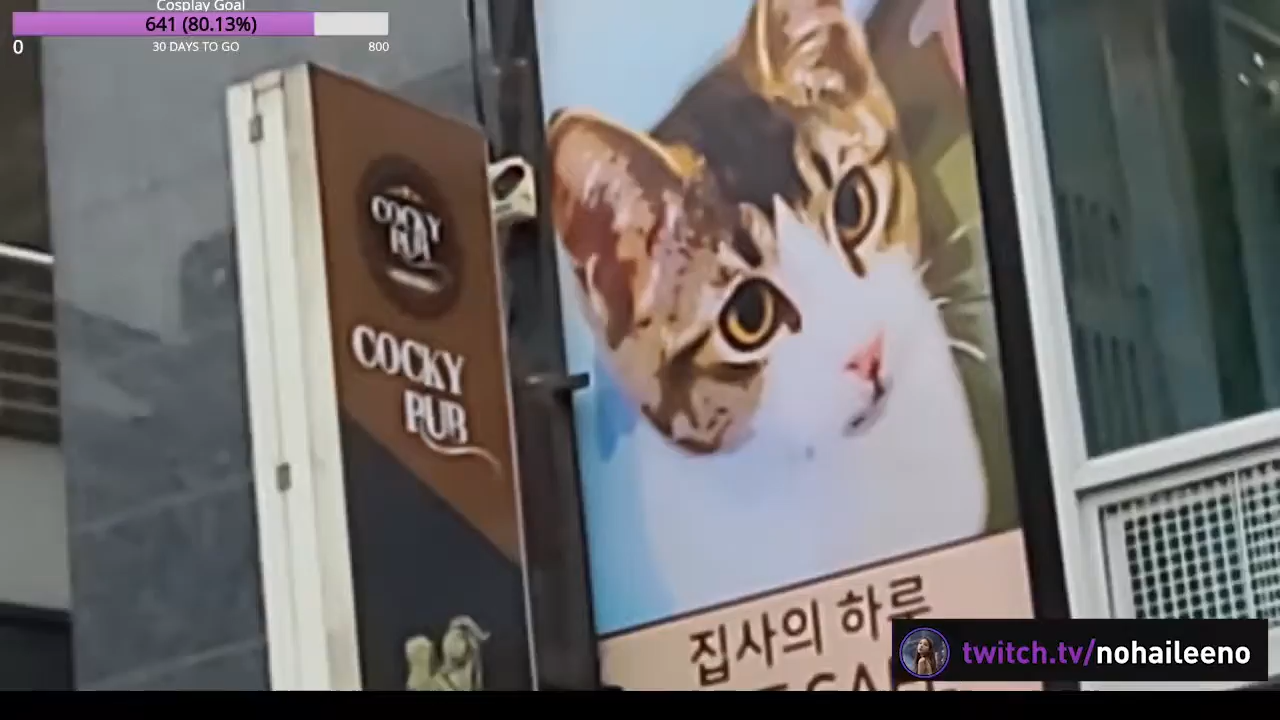 Cosplay Goal
641 (80.13%)
0
30 DAYS TO GO
800
COCKY
PUB
COCKY
PUB
집사의 하루
twitch.tv/nohaileeno